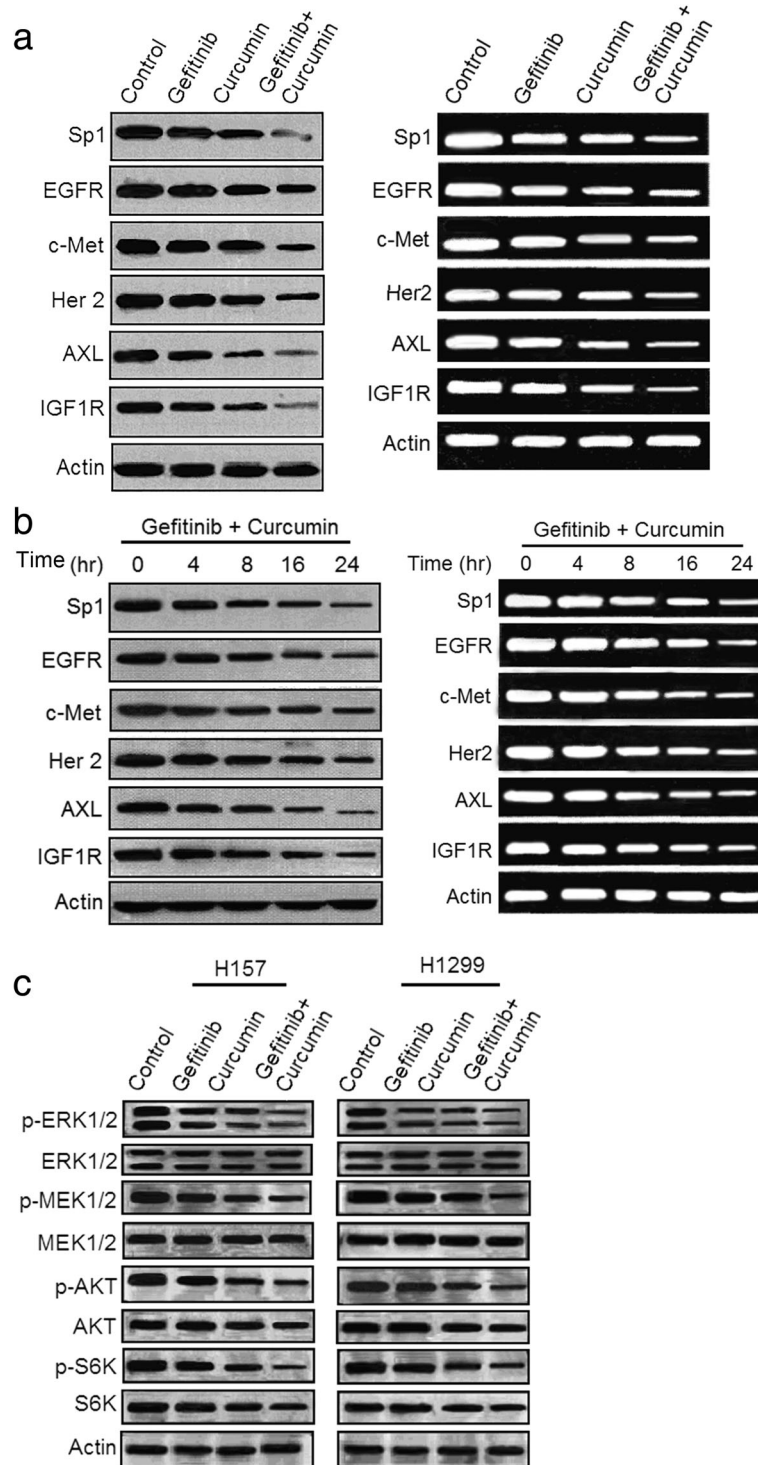 a
Control Gefitinib Curcumin Gefitinib+ Curcumin
Sp1
EGFR
c-Met
Her 2
AXL
IGF1R
Actin
Control Gefitinib Curcumin Gefitinib + Curcumin
Sp1
EGFR
c-Met
Her2
AXL
IGF1R
Actin
b
Gefitinib + Curcumin
Time (hr) 0 4 8 16 24
Sp1
EGFR
c-Met
Her 2
AXL
IGF1R
Actin
Gefitinib + Curcumin
Time (hr) 0 4 8 16 24
Sp1
EGFR
c-Met
Her2
AXL
IGF1R
Actin
c
H157
Control Gefitinib Curcumin Gefitinib+ Curcumin
H1299
Control Gefitinib Curcumin Gefitinib+ Curcumin
p-ERK1/2
ERK1/2
p-MEK1/2
MEK1/2
p-AKT
AKT
p-S6K
S6K
Actin